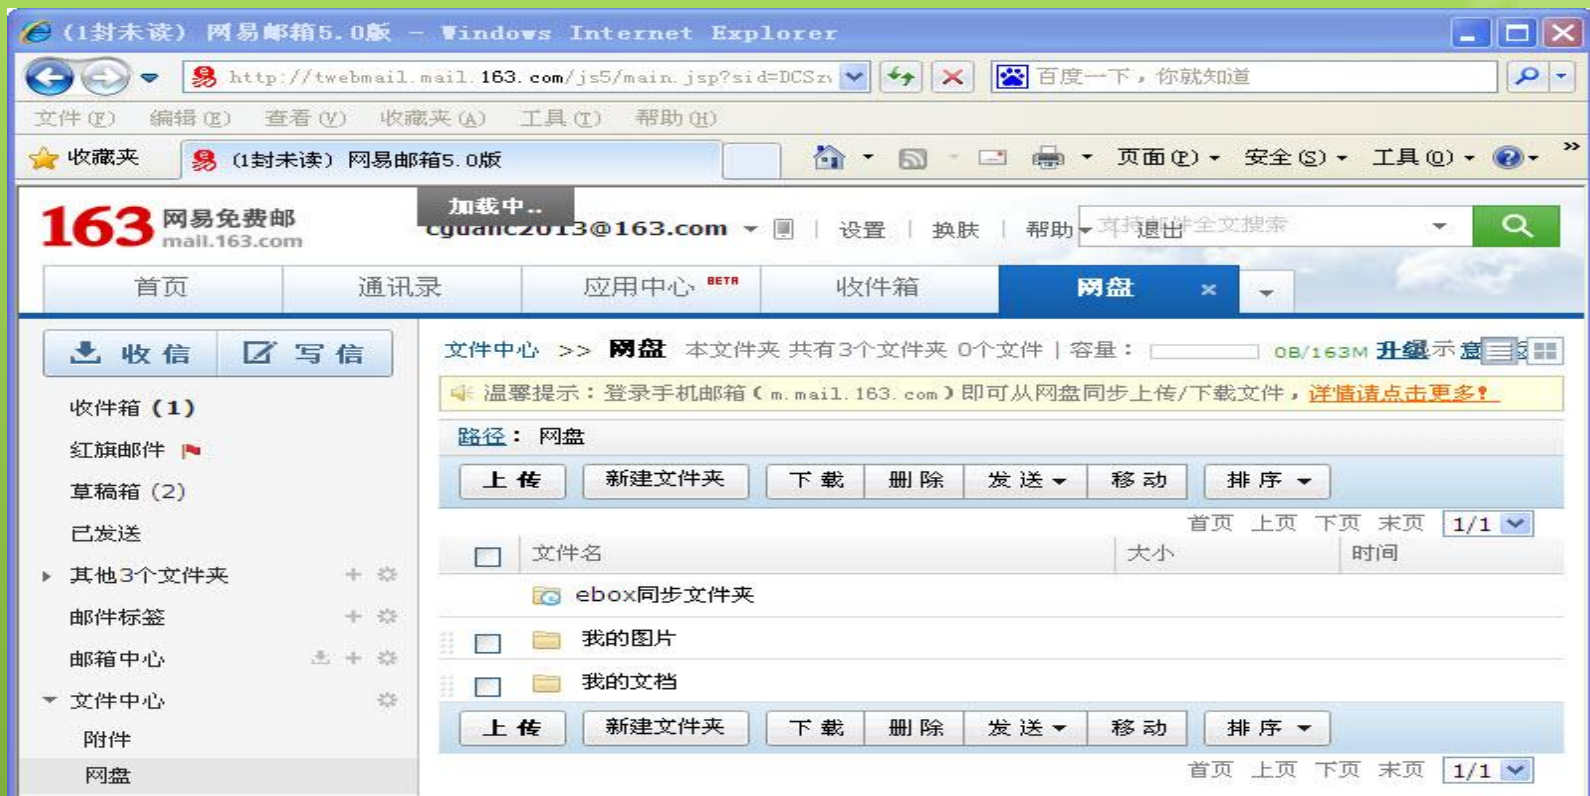 (1封未读) 网易邮箱5.0版 - Windows Internet Explorer
http://twebmail.mail.163.com/js5/main.jsp?sid=DCSz 百度一下，你就知道
文件(F) 编辑(E) 查看(V) 收藏夹(A) 工具(T) 帮助(H)
收藏夹 (1封未读) 网易邮箱5.0版 页面(P) 安全(S) 工具(O) »
加载中..
163 网易免费邮 cguanc2013@163.com | 设置 | 换肤 | 帮助 退出 支持邮件全文搜索
mail.163.com
首页 通讯录 应用中心 BETA 收件箱 网盘 ×
收信 写信
文件中心 >> 网盘 本文件夹 共有3个文件夹 0个文件 | 容量： 0B/163M 升级
温馨提示：登录手机邮箱（m.mail.163.com）即可从网盘同步上传/下载文件，详情请点击更多！
收件箱 (1)
红旗邮件
草稿箱 (2)
已发送
其他3个文件夹
邮件标签
邮箱中心
文件中心
附件
网盘
路径： 网盘
上传 新建文件夹 下载 删除 发送 移动 排序
首页 上页 下页 末页 1/1
文件名 大小 时间
ebox同步文件夹
我的图片
我的文档
上传 新建文件夹 下载 删除 发送 移动 排序
首页 上页 下页 末页 1/1